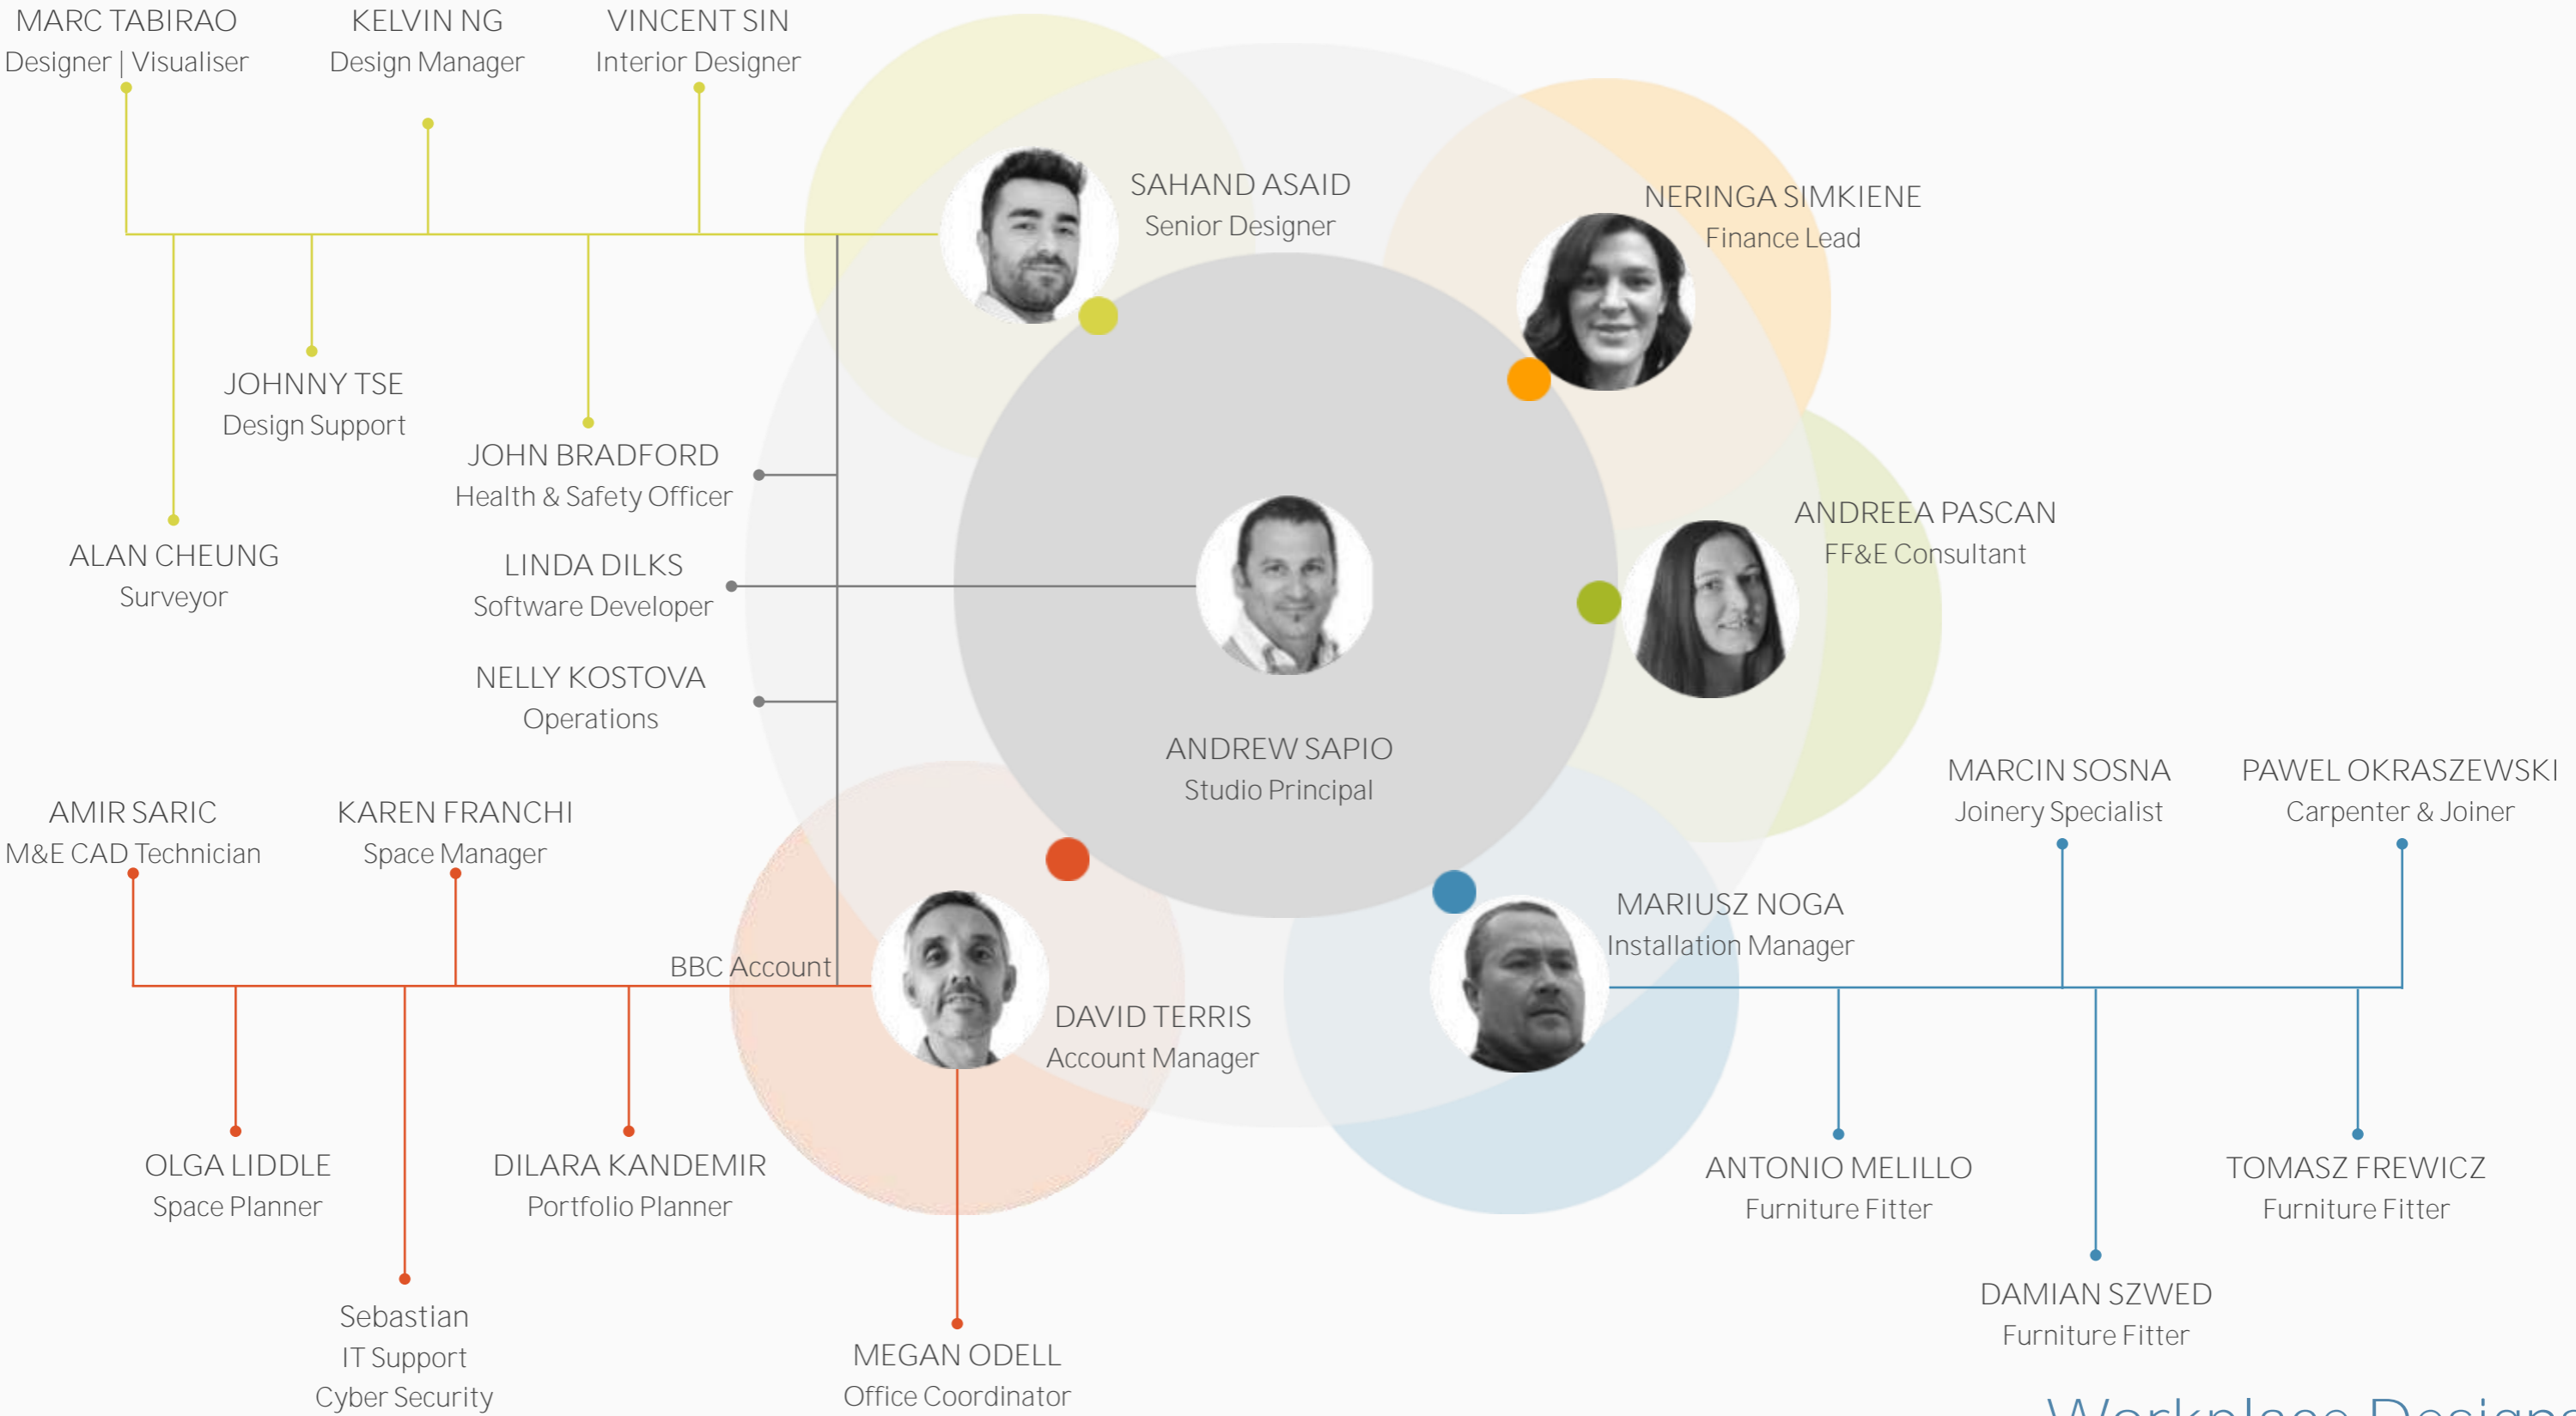 MARC TABIRAO
Designer | Visualiser
KELVIN NG
Design Manager
VINCENT SIN
Interior Designer
SAHAND ASAID
Senior Designer
NERINGA SIMKIENE
Finance Lead
JOHNNY TSE
Design Support
JOHN BRADFORD
Health & Safety Officer
ALAN CHEUNG
Surveyor
LINDA DILKS
Software Developer
ANDREEA PASCAN
FF&E Consultant
NELLY KOSTOVA
Operations
ANDREW SAPIO
Studio Principal
AMIR SARIC
M&E CAD Technician
KAREN FRANCHI
Space Manager
MARCIN SOSNA
Joinery Specialist
PAWEL OKRASZEWSKI
Carpenter & Joiner
BBC Account
MARIUSZ NOGA
Installation Manager
DAVID TERRIS
Account Manager
OLGA LIDDLE
Space Planner
DILARA KANDEMIR
Portfolio Planner
ANTONIO MELILLO
Furniture Fitter
TOMASZ FREWICZ
Furniture Fitter
Sebastian
IT Support
Cyber Security
MEGAN ODELL
Office Coordinator
DAMIAN SZWED
Furniture Fitter
Workplace